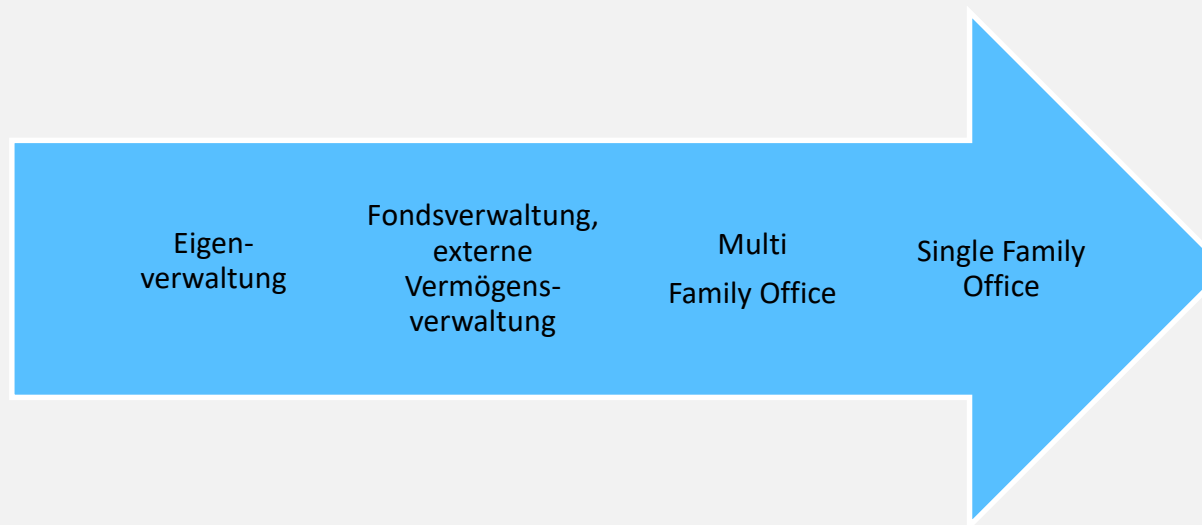 Eigen-
verwaltung
Fondsverwaltung,
externe
Vermögens-
verwaltung
Multi
Family Office
Single Family
Office